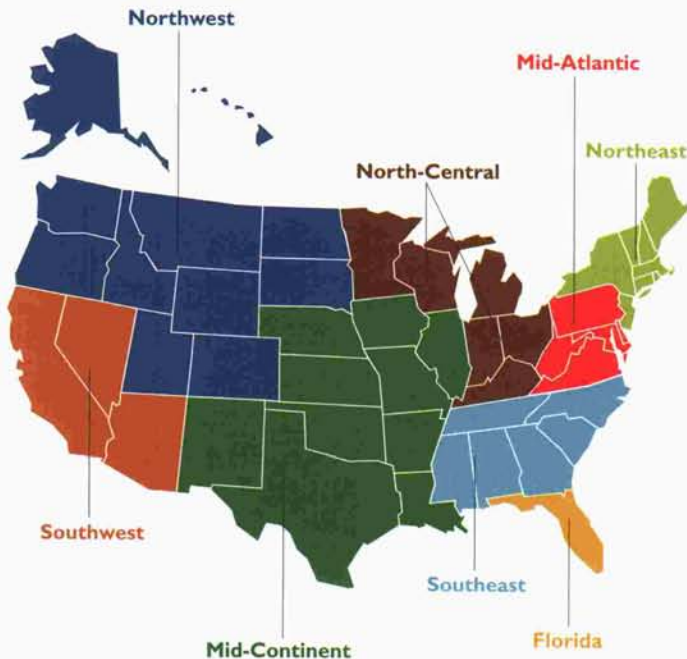 Northwest
Mid-Atlantic
Northeast
North-Central
Southwest
Southeast
Florida
Mid-Continent